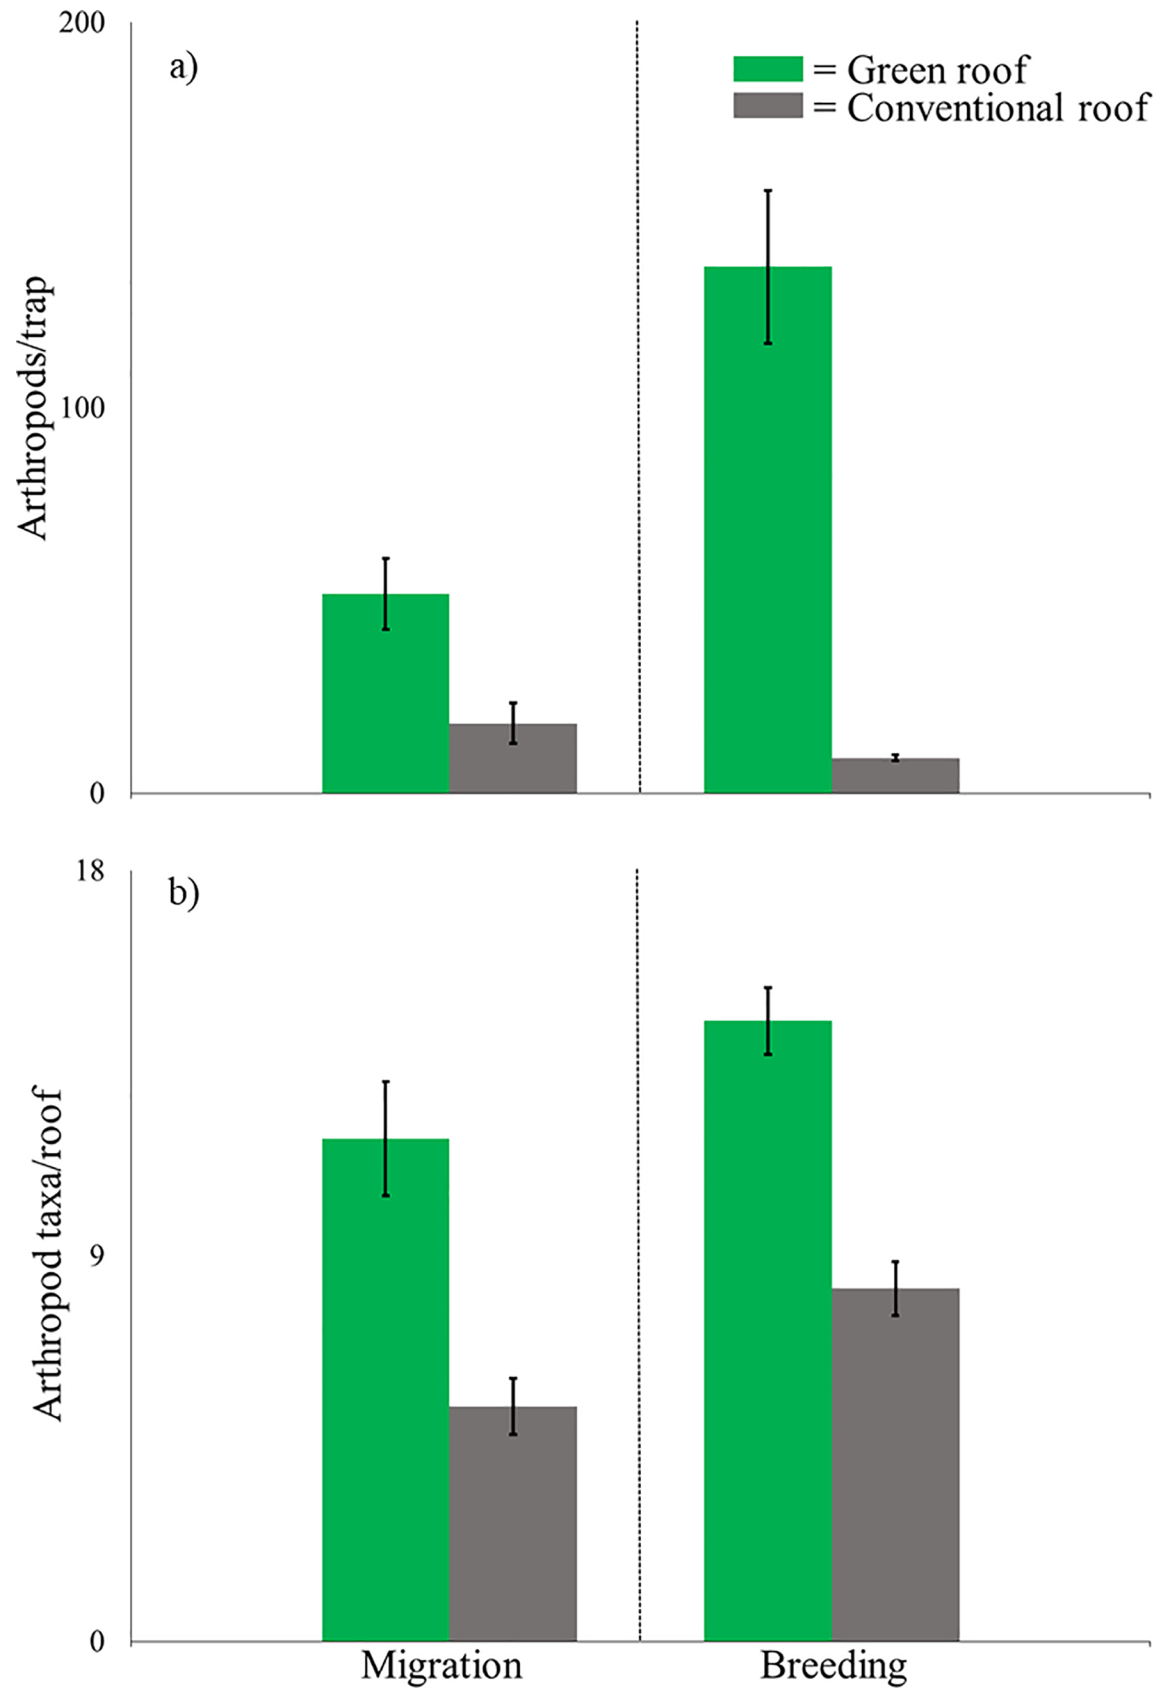 200
a)
= Green roof
= Conventional roof
Arthropods/trap
100
0
18
b)
Arthropod taxa/roof
9
0
Migration
Breeding